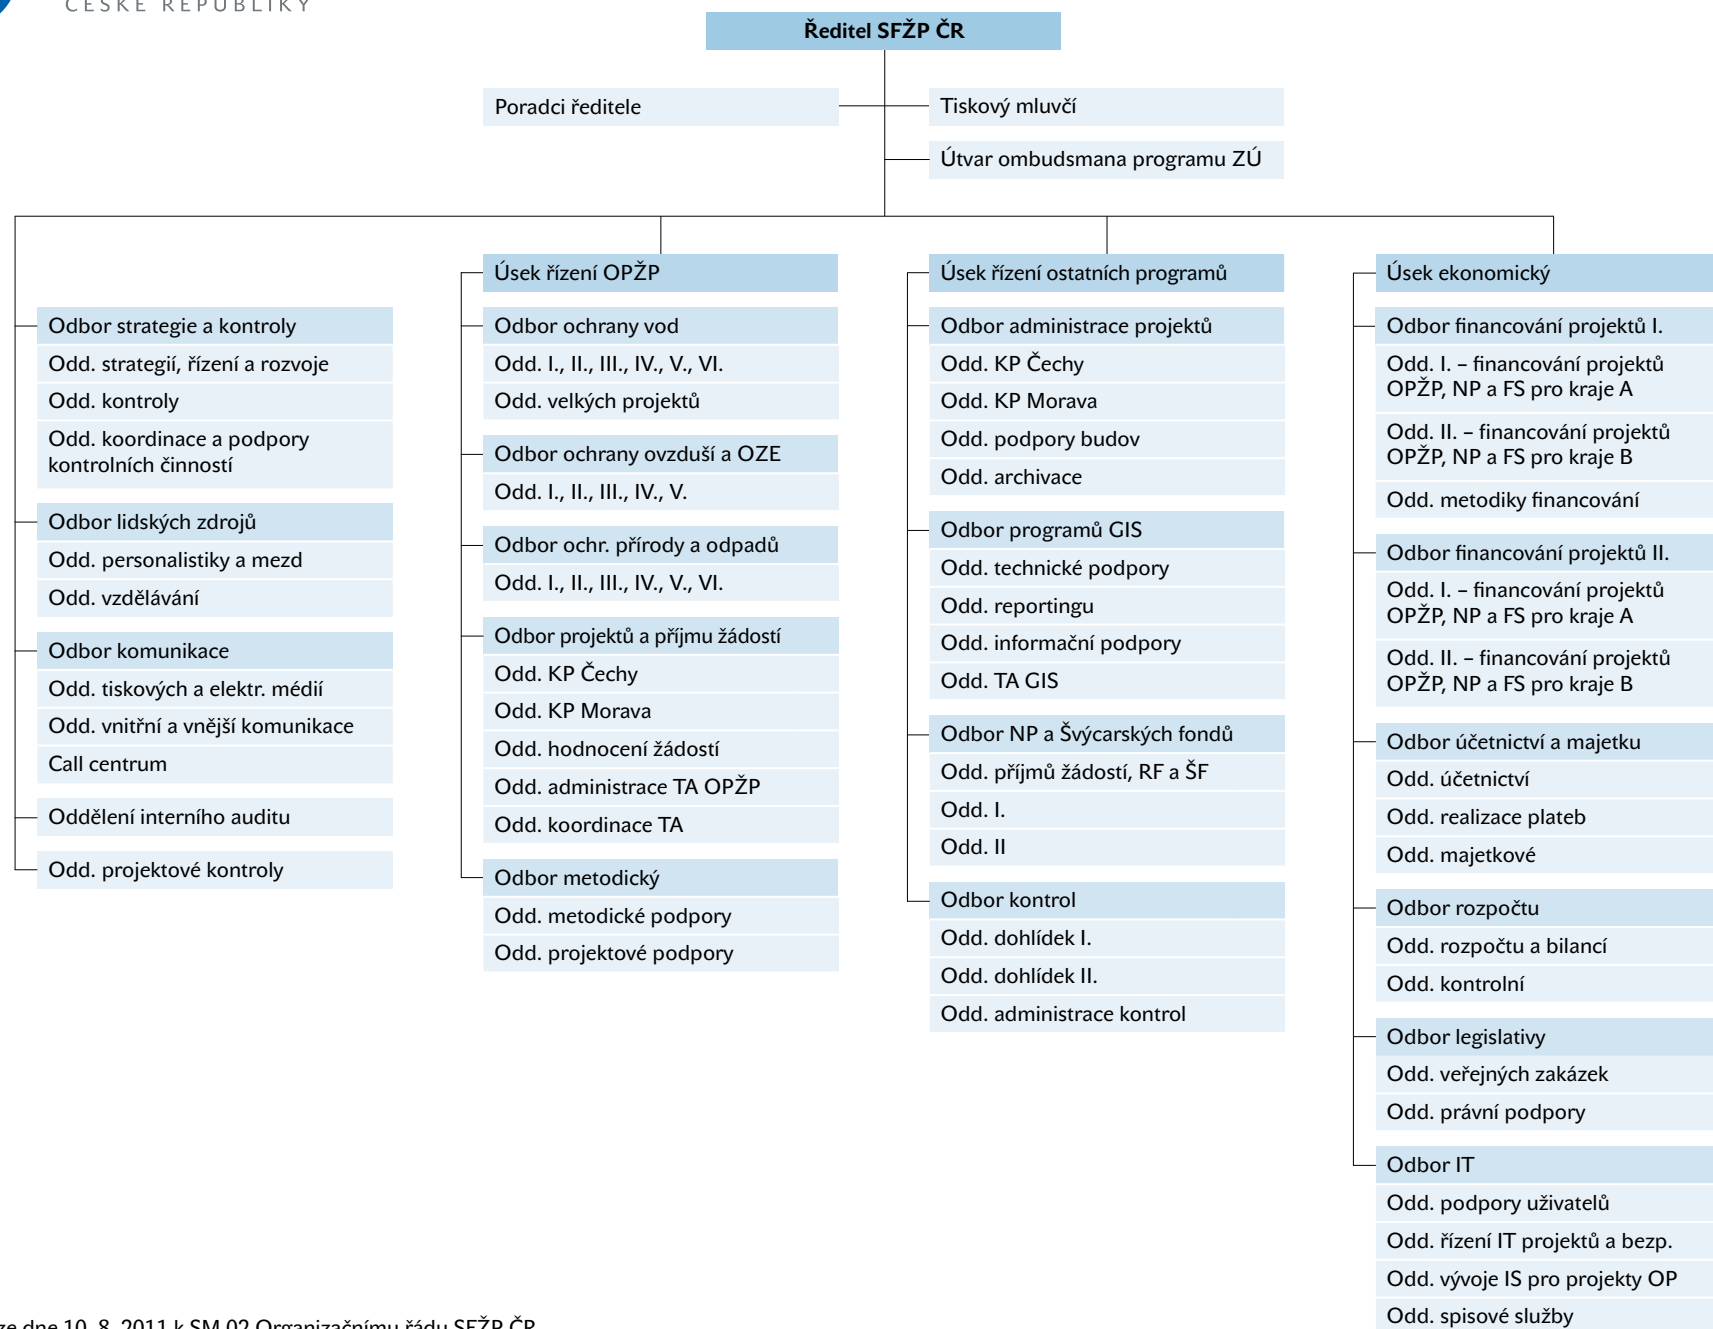 ČESKÉ REPUBLIKY
Ředitel SFŽP ČR
Poradci ředitele
Tiskový mluvčí
Útvar ombudsmana programu ZÚ
Odbor strategie a kontroly
Odd. strategií, řízení a rozvoje
Odd. kontroly
Odd. koordinace a podpory
kontrolních činností
Odbor lidských zdrojů
Odd. personalistiky a mezd
Odd. vzdělávání
Odbor komunikace
Odd. tiskových a elektr. médií
Odd. vnitřní a vnější komunikace
Call centrum
Oddělení interního auditu
Odd. projektové kontroly
Úsek řízení OPŽP
Odbor ochrany vod
Odd. I., II., III., IV., V., VI.
Odd. velkých projektů
Odbor ochrany ovzduší a OZE
Odd. I., II., III., IV., V.
Odbor ochr. přírody a odpadů
Odd. I., II., III., IV., V., VI.
Odbor projektů a příjmu žádostí
Odd. KP Čechy
Odd. KP Morava
Odd. hodnocení žádostí
Odd. administrace TA OPŽP
Odd. koordinace TA
Odbor metodický
Odd. metodické podpory
Odd. projektové podpory
Úsek řízení ostatních programů
Odbor administrace projektů
Odd. KP Čechy
Odd. KP Morava
Odd. podpory budov
Odd. archivace
Odbor programů GIS
Odd. technické podpory
Odd. reportingu
Odd. informační podpory
Odd. TA GIS
Odbor NP a Švýcarských fondů
Odd. příjmů žádostí, RF a ŠF
Odd. I.
Odd. II
Odbor kontrol
Odd. dohlídek I.
Odd. dohlídek II.
Odd. administrace kontrol
Úsek ekonomický
Odbor financování projektů I.
Odd. I. – financování projektů
OPŽP, NP a FS pro kraje A
Odd. II. – financování projektů
OPŽP, NP a FS pro kraje B
Odd. metodiky financování
Odbor financování projektů II.
Odd. I. – financování projektů
OPŽP, NP a FS pro kraje A
Odd. II. – financování projektů
OPŽP, NP a FS pro kraje B
Odbor účetnictví a majetku
Odd. účetnictví
Odd. realizace plateb
Odd. majetkové
Odbor rozpočtu
Odd. rozpočtu a bilancí
Odd. kontrolní
Odbor legislativy
Odd. veřejných zakázek
Odd. právní podpory
Odbor IT
Odd. podpory uživatelů
Odd. řízení IT projektů a bezp.
Odd. vývoje IS pro projekty OP
Odd. spisové služby
ze dne 10. 8. 2011 k SM 02 Organizačnímu řádu SFŽP ČR